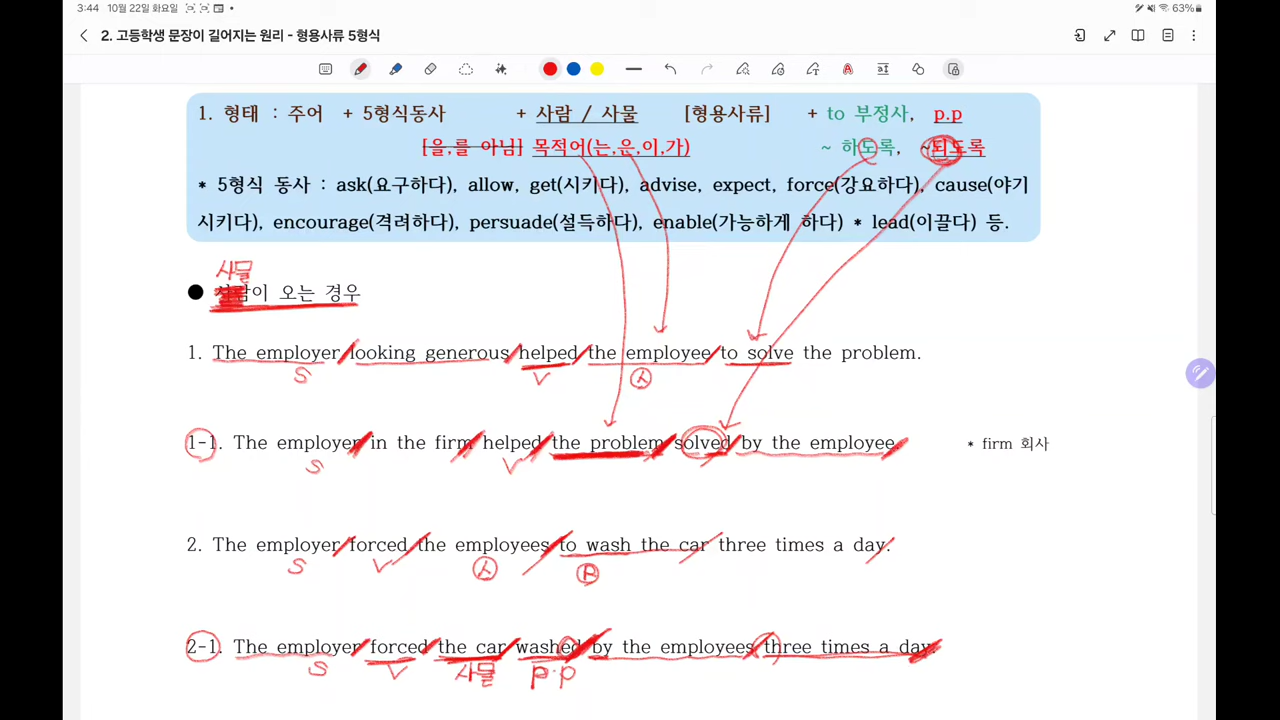 3:44 10월 22일 화요일 63%
2. 고등학생 문장이 길어지는 원리 - 형용사류 5형식
1. 형태 : 주어 + 5형식동사 + 사람 / 사물 [형용사류] + to 부정사, p.p
[을,를 아님] 목적어(는,은,이,가) ~ 하도록, ~되도록
* 5형식 동사 : ask(요구하다), allow, get(시키다), advise, expect, force(강요하다), cause(야기
시키다), encourage(격려하다), persuade(설득하다), enable(가능하게 하다) * lead(이끌다) 등.
사물
● 사람이 오는 경우
1. The employer looking generous helped the employee to solve the problem.
S V 사
1-1. The employer in the firm helped the problem solved by the employee. * firm 회사
S V
2. The employer forced the employees to wash the car three times a day.
S V 사
2-1. The employer forced the car washed by the employees three times a day.
S V 사물 p.p